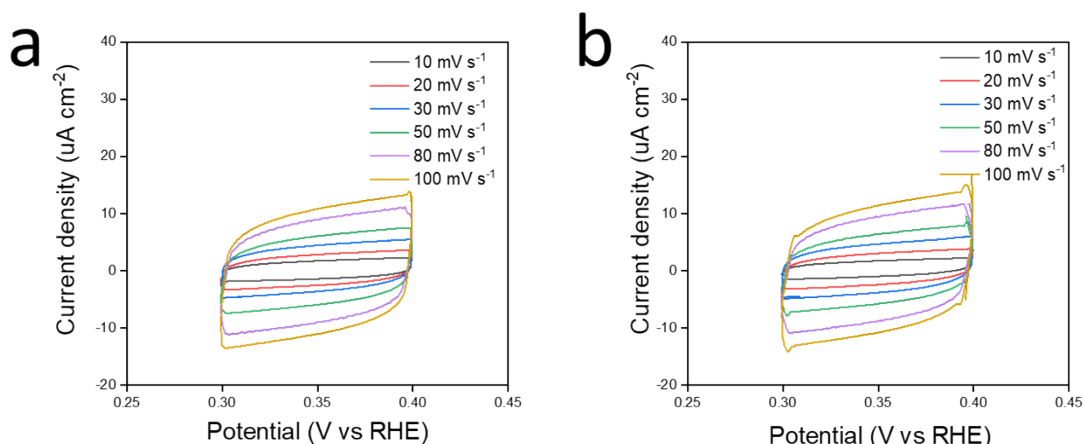 a
40
30
20
10
0
-10
-20
Current density (uA cm-2)
10 mV s-1
20 mV s-1
30 mV s-1
50 mV s-1
80 mV s-1
100 mV s-1
0.25
0.30
0.35
0.40
0.45
Potential (V vs RHE)
b
40
30
20
10
0
-10
-20
Current density (uA cm-2)
10 mV s-1
20 mV s-1
30 mV s-1
50 mV s-1
80 mV s-1
100 mV s-1
0.25
0.30
0.35
0.40
0.45
Potential (V vs RHE)